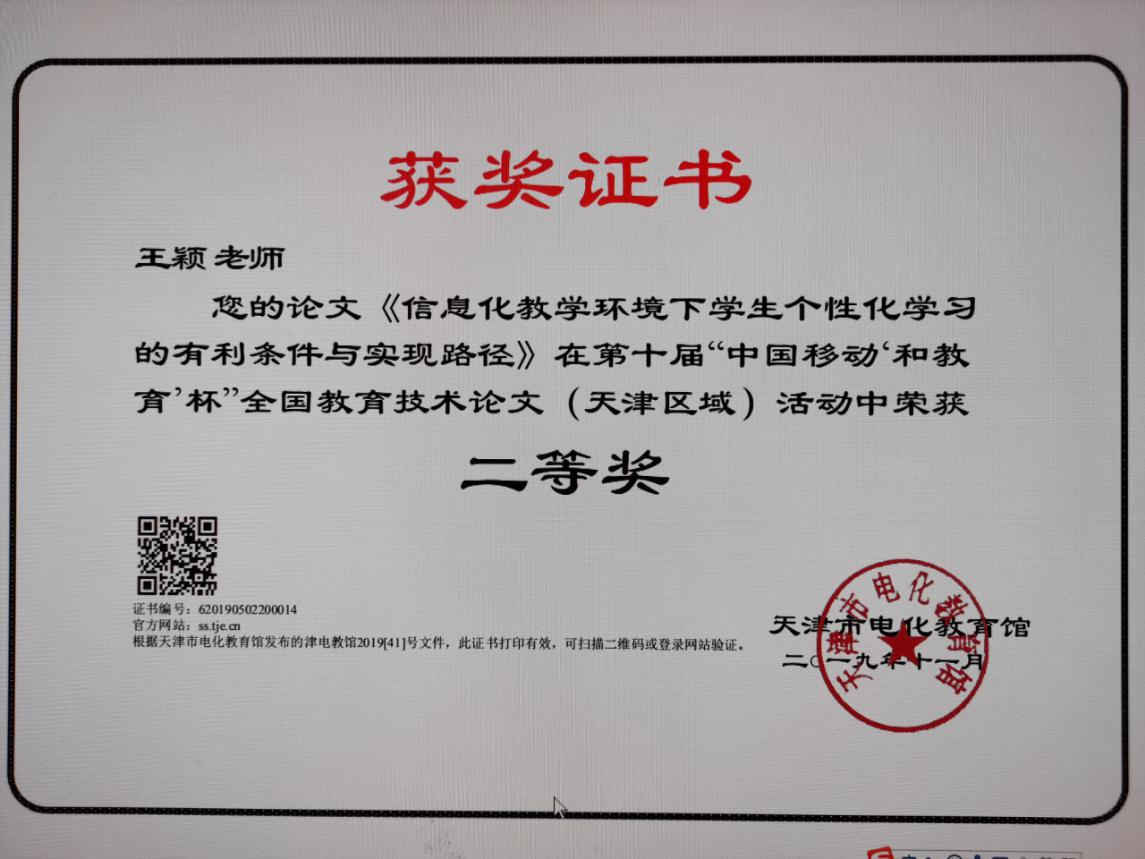 获奖证书
王颖 老师
您的论文《信息化教学环境下学生个性化学习
的有利条件与实现路径》在第十届“中国移动‘和教
育’杯”全国教育技术论文（天津区域）活动中荣获
二等奖
证书编号：620190502200014
官方网站：ss.tje.cn
根据天津市电化教育馆发布的津电教馆2019[41]号文件，此证书打印有效，可扫描二维码或登录网站验证。
天津市电化教育馆
天津市电化教育馆
二〇一九年十一月